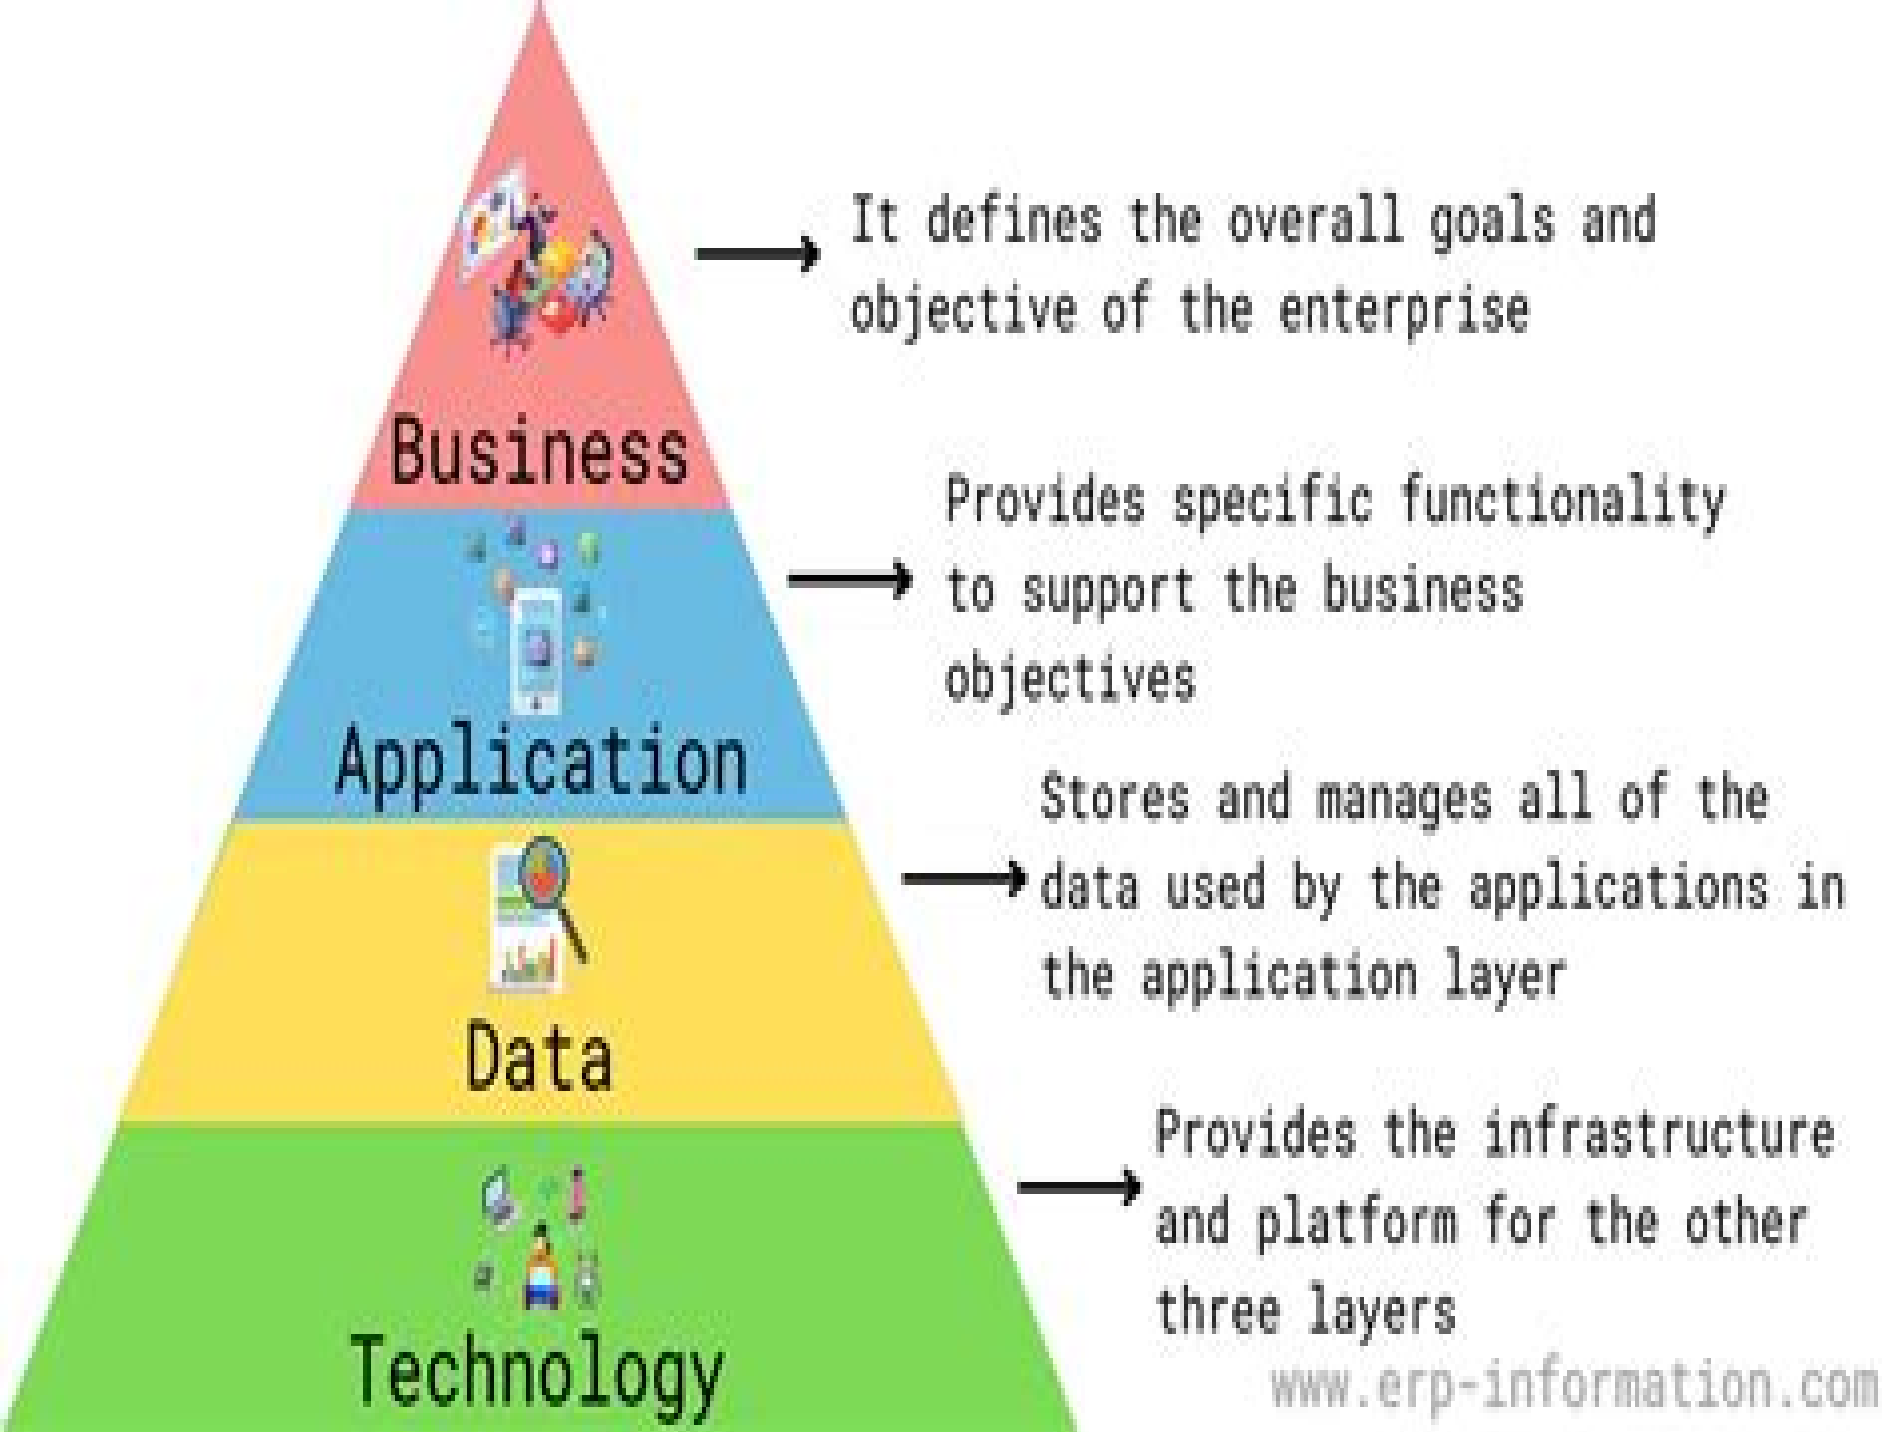 It defines the overall goals and
objective of the enterprise
Business
Provides specific functionality
to support the business
objectives
Application
Stores and manages all of the
data used by the applications in
the application layer
Data
Provides the infrastructure
and platform for the other
three layers
Technology
www.erp-information.com